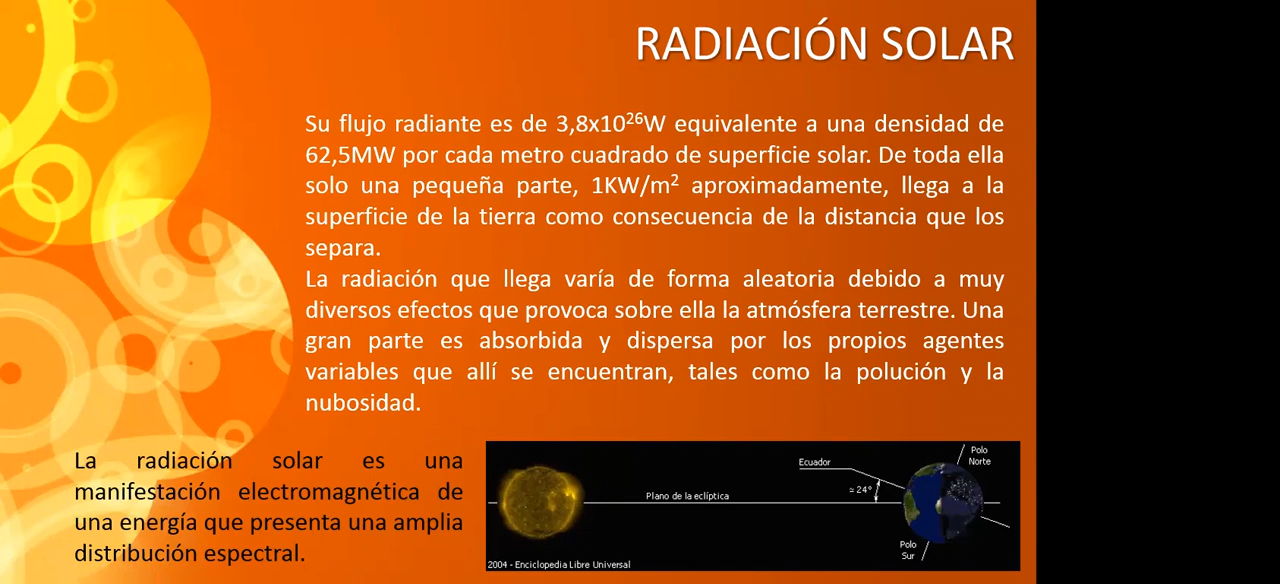 RADIACIÓN SOLAR
Su flujo radiante es de 3,8x10²⁶W equivalente a una densidad de
62,5MW por cada metro cuadrado de superficie solar. De toda ella
solo una pequeña parte, 1KW/m² aproximadamente, llega a la
superficie de la tierra como consecuencia de la distancia que los
separa.
La radiación que llega varía de forma aleatoria debido a muy
diversos efectos que provoca sobre ella la atmósfera terrestre. Una
gran parte es absorbida y dispersa por los propios agentes
variables que allí se encuentran, tales como la polución y la
nubosidad.
La radiación solar es una
manifestación electromagnética de
una energía que presenta una amplia
distribución espectral.
Polo
Norte
Ecuador
≃ 24°
Plano de la eclíptica
Polo
Sur
2004 - Enciclopedia Libre Universal